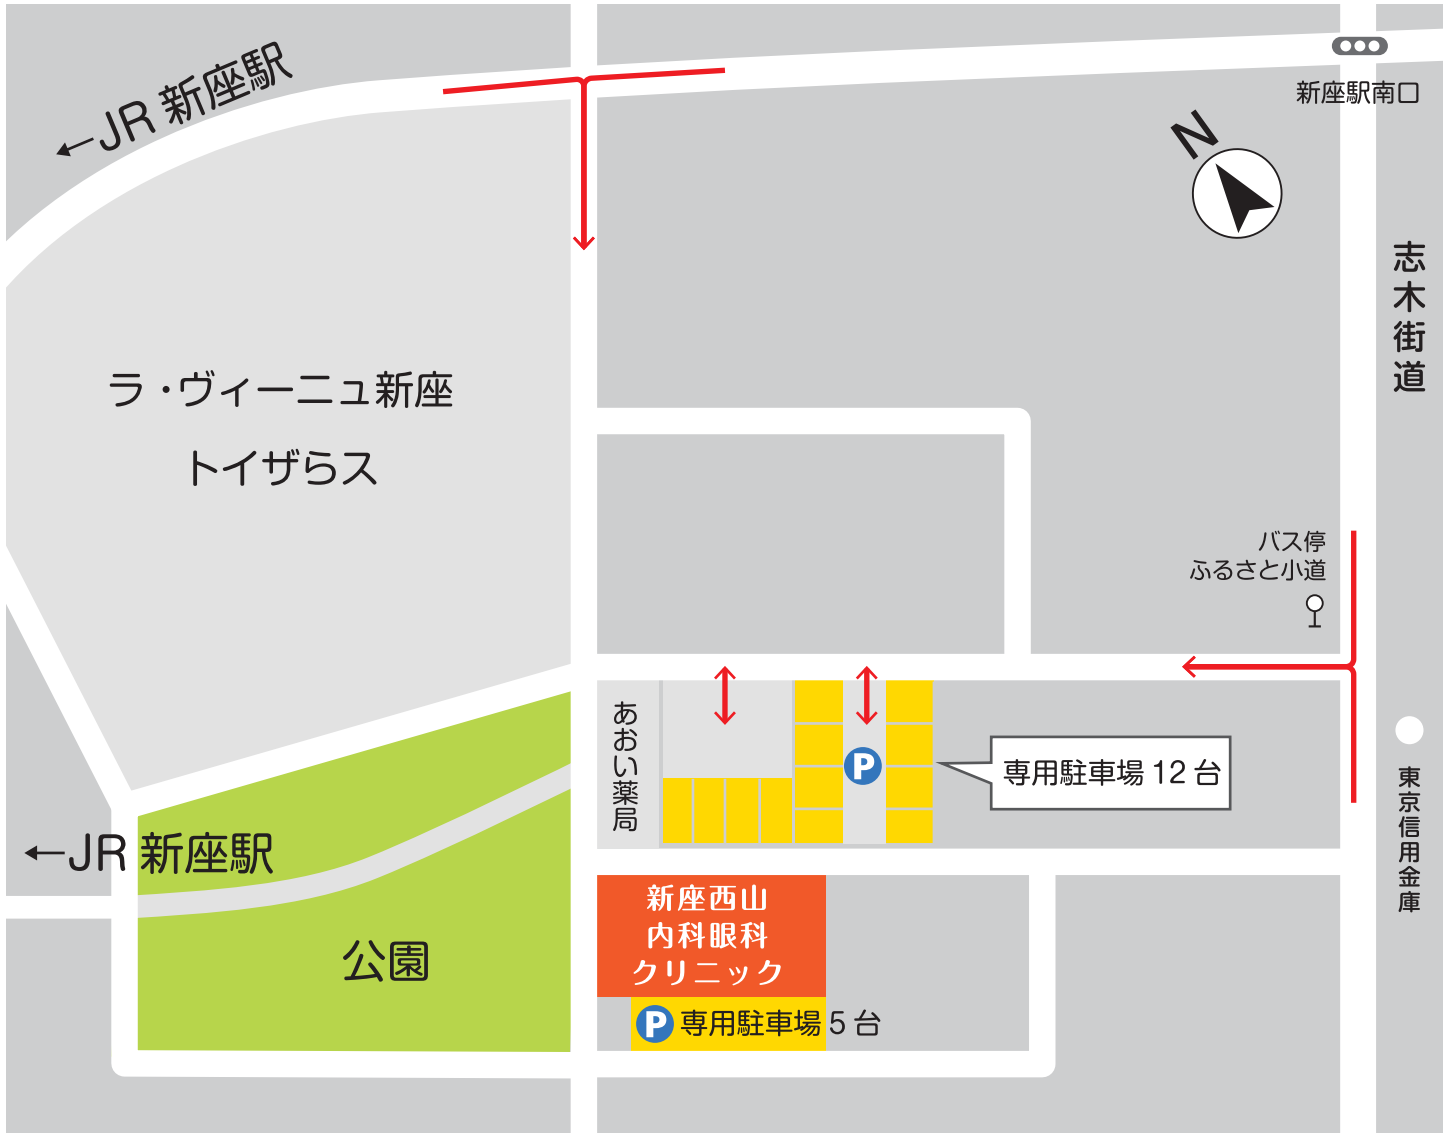 ←JR 新座駅
新座駅南口
N
志木街道
ラ・ヴィーニュ新座
トイザらス
バス停
ふるさと小道
あおい薬局
P
専用駐車場 12 台
東京信用金庫
←JR 新座駅
新座西山
内科眼科
クリニック
公園
P 専用駐車場 5 台